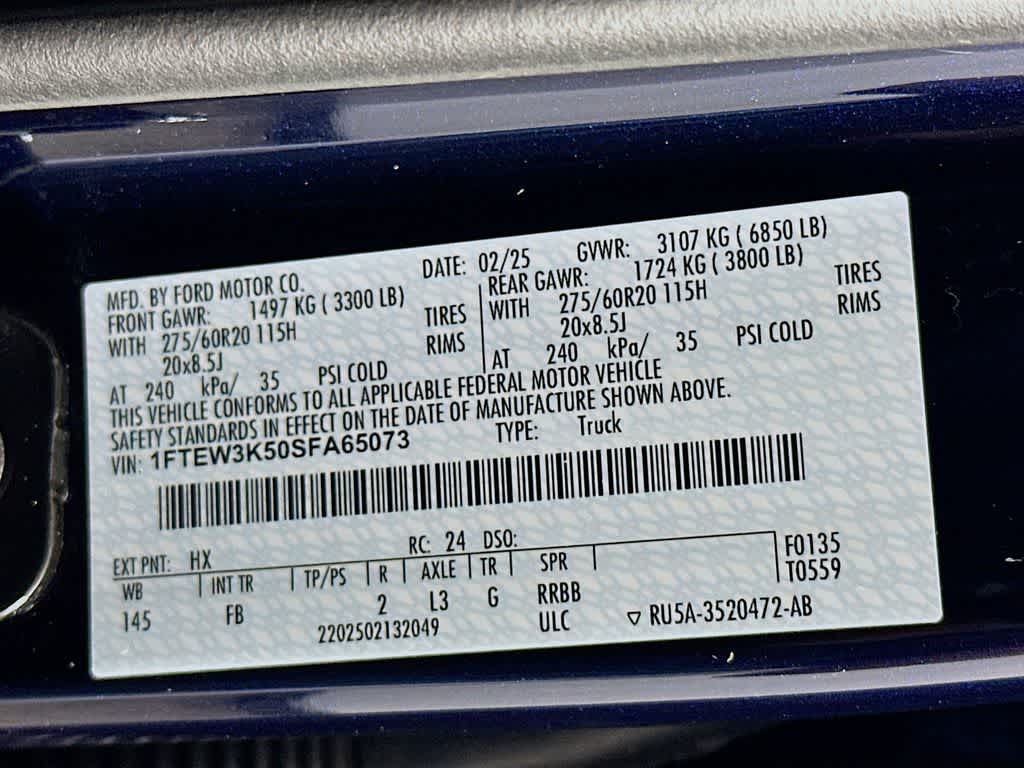 MFD. BY FORD MOTOR CO. DATE: 02/25 GVWR: 3107 KG ( 6850 LB)
FRONT GAWR: 1497 KG ( 3300 LB) REAR GAWR: 1724 KG ( 3800 LB)
WITH 275/60R20 115H TIRES WITH 275/60R20 115H TIRES
20x8.5J RIMS 20x8.5J RIMS
AT 240 kPa/ 35 PSI COLD AT 240 kPa/ 35 PSI COLD
THIS VEHICLE CONFORMS TO ALL APPLICABLE FEDERAL MOTOR VEHICLE
SAFETY STANDARDS IN EFFECT ON THE DATE OF MANUFACTURE SHOWN ABOVE.
VIN: 1FTEW3K50SFA65073 TYPE: Truck
EXT PNT: HX RC: 24 DSO: F0135
WB INT TR TP/PS R AXLE TR SPR T0559
145 FB 2 L3 G RRBB
2202502132049 ULC ▽ RU5A-3520472-AB